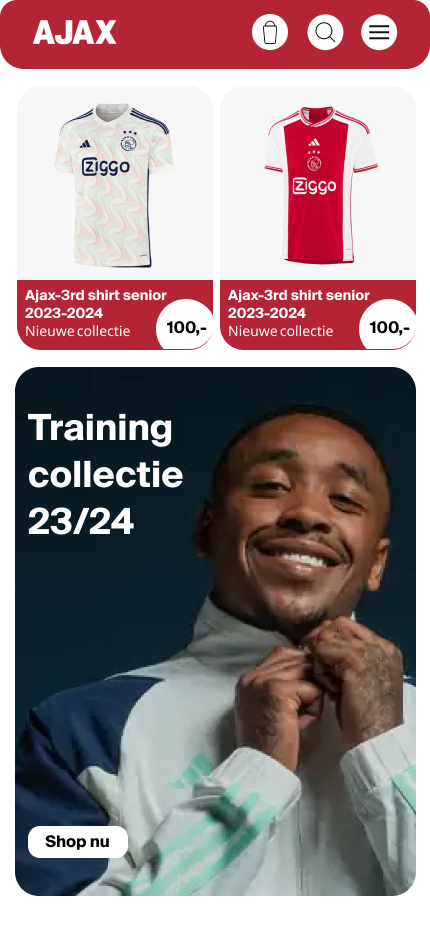 AJAX
Ziggo
Ajax-3rd shirt senior
2023-2024
Nieuwe collectie
100,-
Ziggo
Ajax-3rd shirt senior
2023-2024
Nieuwe collectie
100,-
Training
collectie
23/24
Shop nu